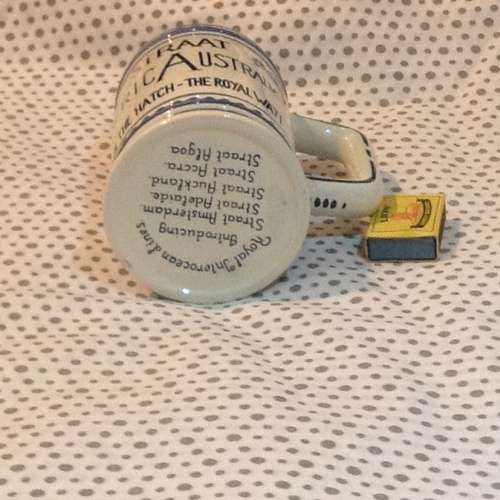 STRAAT
AUSTRAL
HATCH - THE ROYAL WAY!
Royal Interocean Lines
Introducing
Straat Amsterdam.
Straat Adelaide.
Straat Auckland.
Straat Accra.
Straat Algoa.
LION